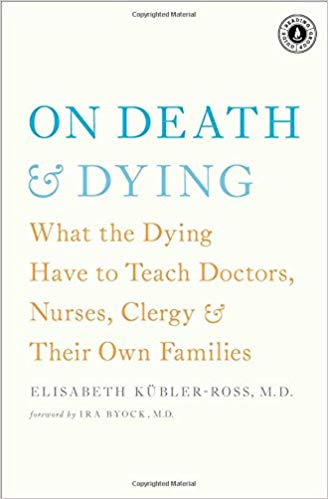 Copyrighted Material
READING GROUP GUIDE
ON DEATH
& DYING
What the Dying
Have to Teach Doctors,
Nurses, Clergy &
Their Own Families
ELISABETH KÜBLER-ROSS, M.D.
foreword by IRA BYOCK, M.D.
Copyrighted Material